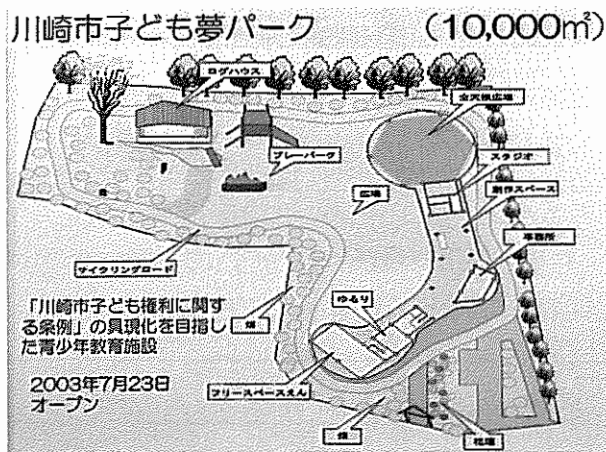 川崎市子ども夢パーク (10,000㎡)
ログハウス
全天候広場
プレーパーク
スタジオ
創作スペース
広場
事務所
サイクリングロード
ゆるり
畑
「川崎市子ども権利に関す
る条例」の具現化を目指し
た青少年教育施設
2003年7月23日
オープン
フリースペースえん
畑
花壇